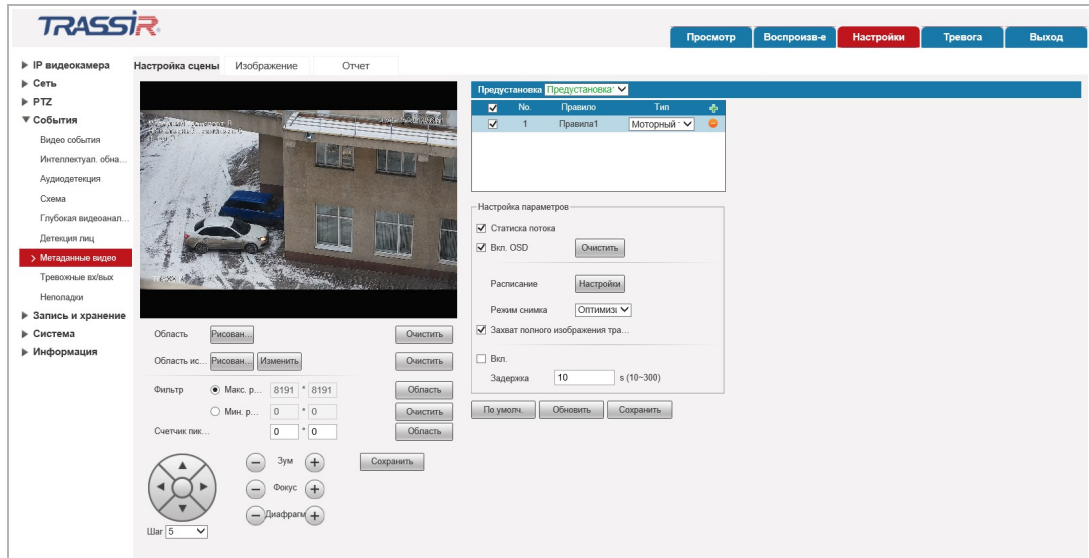 TRASSIR
Просмотр Воспроизв-е Настройки Тревога Выход
IP видеокамера
Сеть
PTZ
События
Видео события
Интеллектуал. обна...
Аудиодетекция
Схема
Глубокая видеоанал...
Детекция лиц
Метаданные видео
Тревожные вх/вых
Неполадки
Запись и хранение
Система
Информация
Настройка сцены Изображение Отчет
Область Рисован... Очистить
Область ис... Рисован... Изменить Очистить
Фильтр Макс. р... 8191 * 8191 Область
Мин. р... 0 * 0 Очистить
Счетчик пик... 0 * 0 Область
Зум Сохранить
Фокус
Диафрагм
Шаг 5
Предустановка Предустановка
No. Правило Тип
1 Правила1 Моторный
Настройка параметров
Статиска потока
Вкл. OSD Очистить
Расписание Настройки
Режим снимка Оптимиз
Захват полного изображения тра...
Вкл.
Задержка 10 s (10~300)
По умолч. Обновить Сохранить